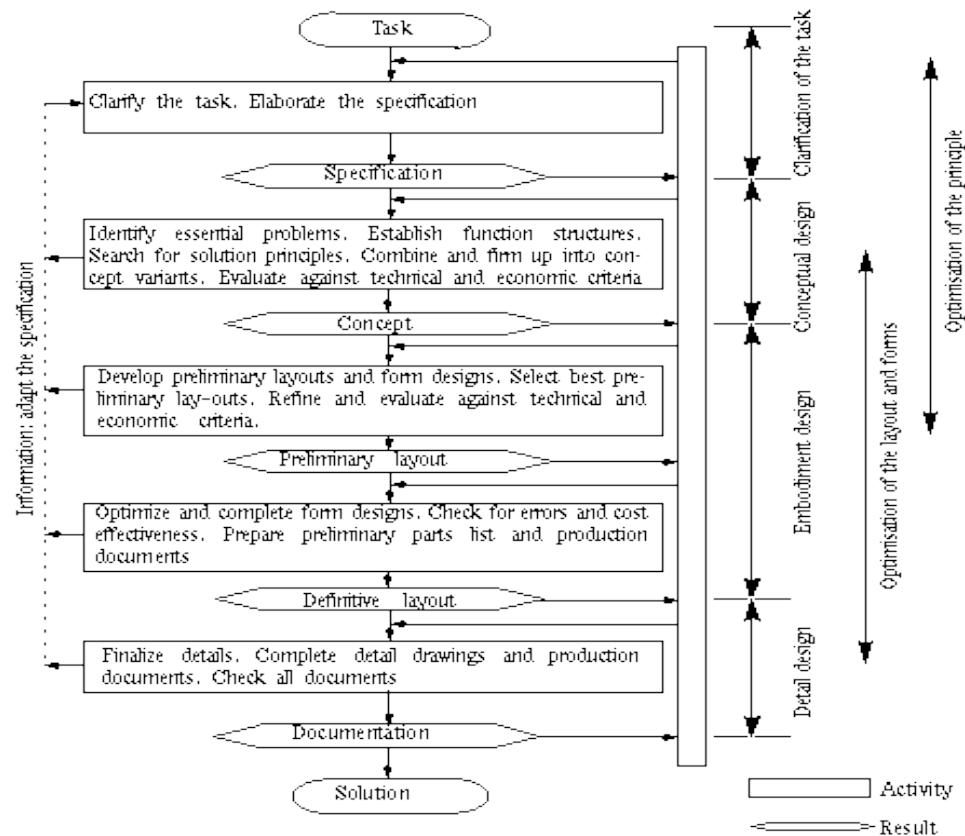 Task
Clarify the task. Elaborate the specification
Specification
Identify essential problems. Establish function structures.
Search for solution principles. Combine and firm up into con-
cept variants. Evaluate against technical and economic criteria
Concept
Develop preliminary layouts and form designs. Select best pre-
liminary lay-outs. Refine and evaluate against technical and
economic criteria.
Preliminary layout
Optimize and complete form designs. Check for errors and cost
effectiveness. Prepare preliminary parts list and production
documents
Definitive layout
Finalize details. Complete detail drawings and production
documents. Check all documents
Documentation
Solution
Information: adapt the specification
Clarification of the task
Conceptual design
Embodiment design
Detail design
Optimisation of the layout and forms
Optimisation of the principle
Activity
Result